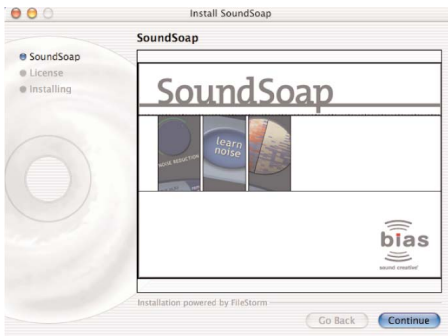 Install SoundSoap
SoundSoap
SoundSoap
License
Installing
SoundSoap
NOISE REDUCTION
learn
noise
bias
sound creative
Installation powered by FileStorm
Go Back
Continue